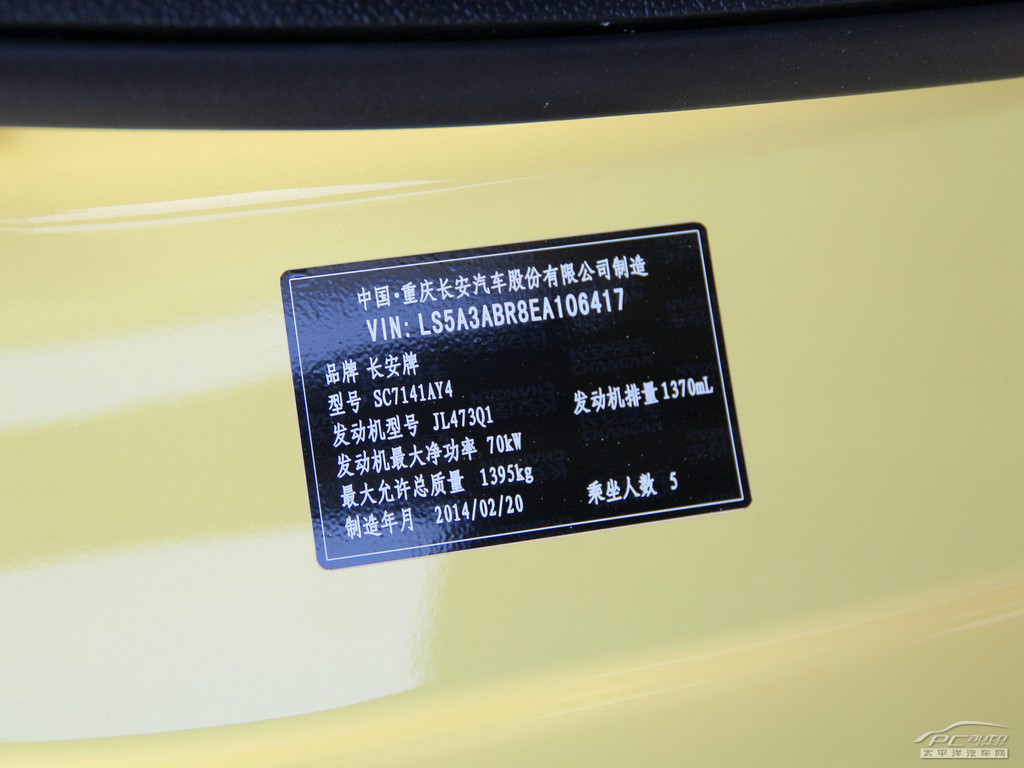 中国·重庆长安汽车股份有限公司制造
VIN: LS5A3ABR8EA106417
品牌 长安牌
型号 SC7141AY4
发动机型号 JL473Q1 发动机排量 1370mL
发动机最大净功率 70kW
最大允许总质量 1395kg
制造年月 2014/02/20 乘坐人数 5
PCauto
太平洋汽车网